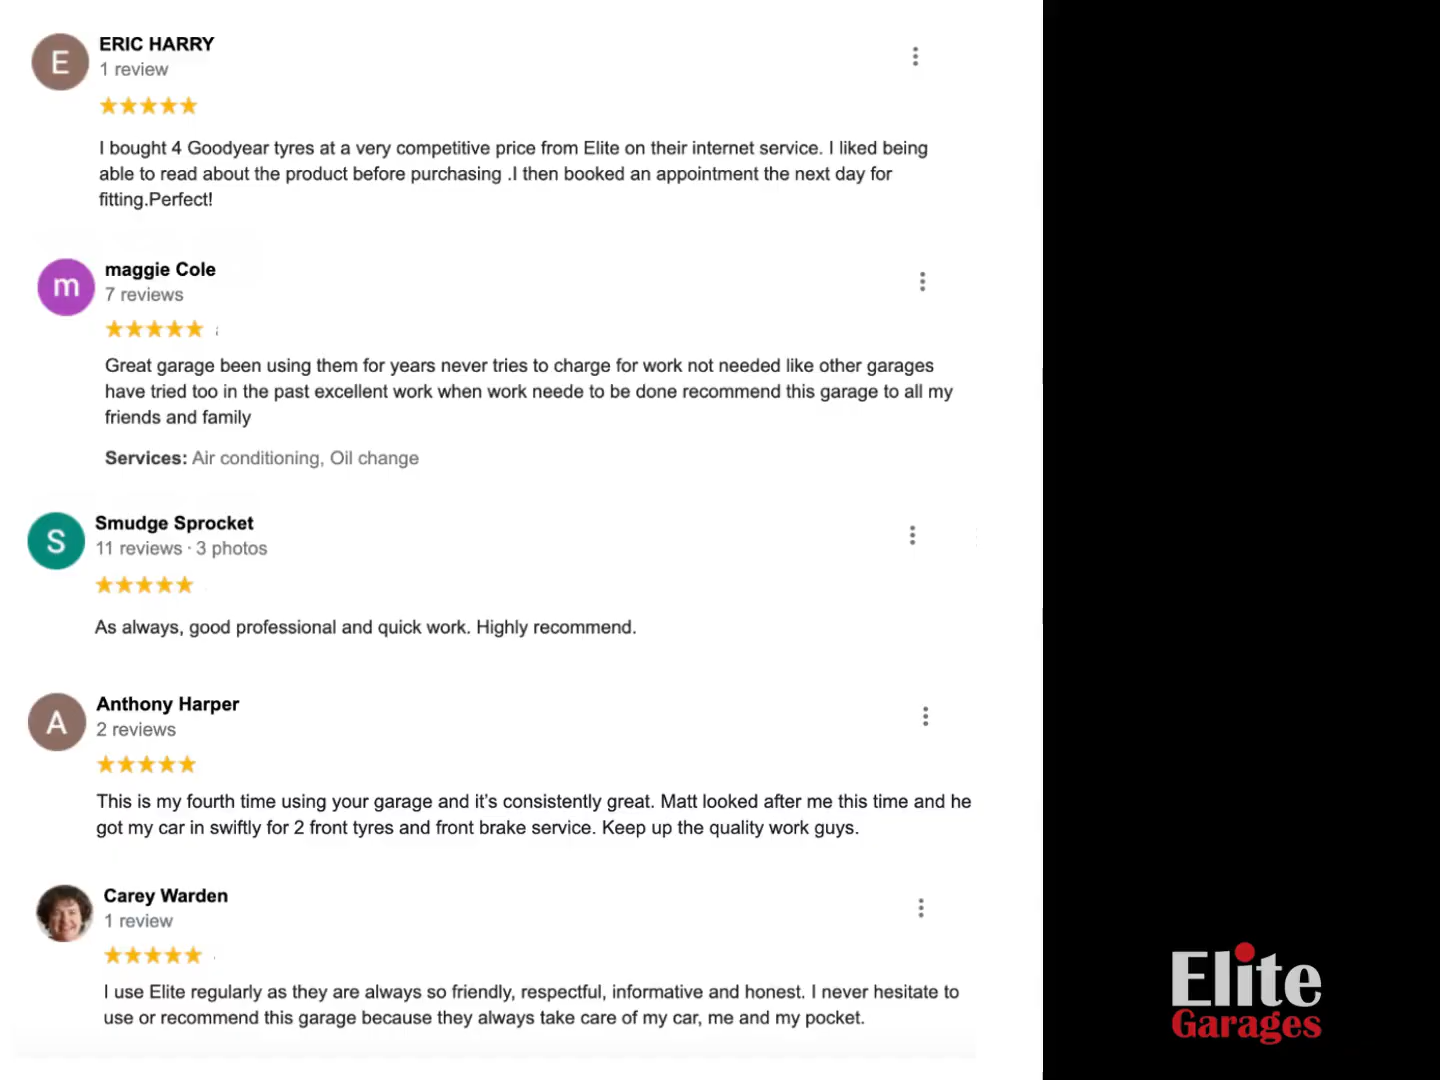 E
ERIC HARRY
1 review
I bought 4 Goodyear tyres at a very competitive price from Elite on their internet service. I liked being
able to read about the product before purchasing .I then booked an appointment the next day for
fitting.Perfect!
m
maggie Cole
7 reviews
Great garage been using them for years never tries to charge for work not needed like other garages
have tried too in the past excellent work when work neede to be done recommend this garage to all my
friends and family
Services: Air conditioning, Oil change
S
Smudge Sprocket
11 reviews · 3 photos
As always, good professional and quick work. Highly recommend.
A
Anthony Harper
2 reviews
This is my fourth time using your garage and it's consistently great. Matt looked after me this time and he
got my car in swiftly for 2 front tyres and front brake service. Keep up the quality work guys.
Carey Warden
1 review
I use Elite regularly as they are always so friendly, respectful, informative and honest. I never hesitate to
use or recommend this garage because they always take care of my car, me and my pocket.
Elite
Garages